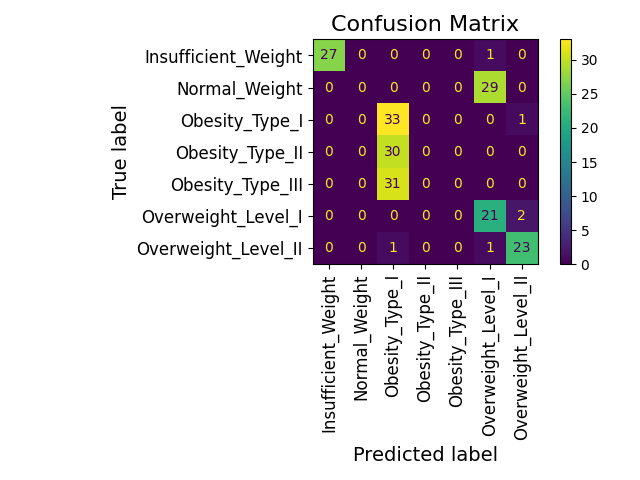 Confusion Matrix
Insufficient_Weight 27 0 0 0 0 1 0
Normal_Weight 0 0 0 0 0 29 0
Obesity_Type_I 0 0 33 0 0 0 1
Obesity_Type_II 0 0 30 0 0 0 0
Obesity_Type_III 0 0 31 0 0 0 0
Overweight_Level_I 0 0 0 0 0 21 2
Overweight_Level_II 0 0 1 0 0 1 23
True label
Insufficient_Weight
Normal_Weight
Obesity_Type_I
Obesity_Type_II
Obesity_Type_III
Overweight_Level_I
Overweight_Level_II
Predicted label
30
25
20
15
10
5
0